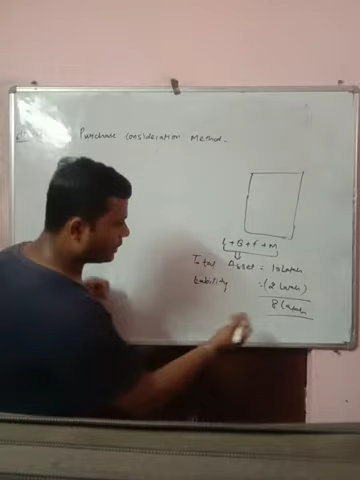 Purchase consideration Method -
L + B + F + M
Total Asset = 10 Lakh
Liability = (2 Lakh)
8 Lakh